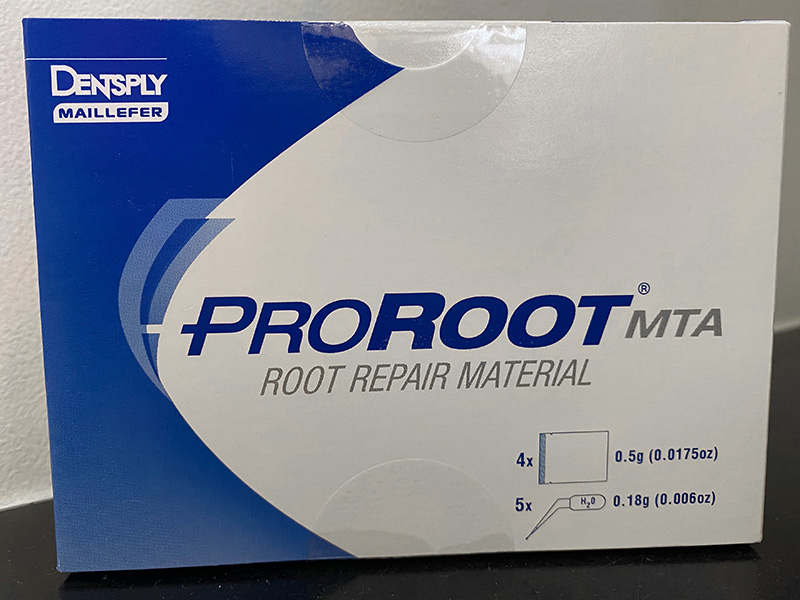 DENTSPLY
MAILLEFER
PROROOT® MTA
ROOT REPAIR MATERIAL
4x 0.5g (0.0175oz)
5x H₂O 0.18g (0.006oz)